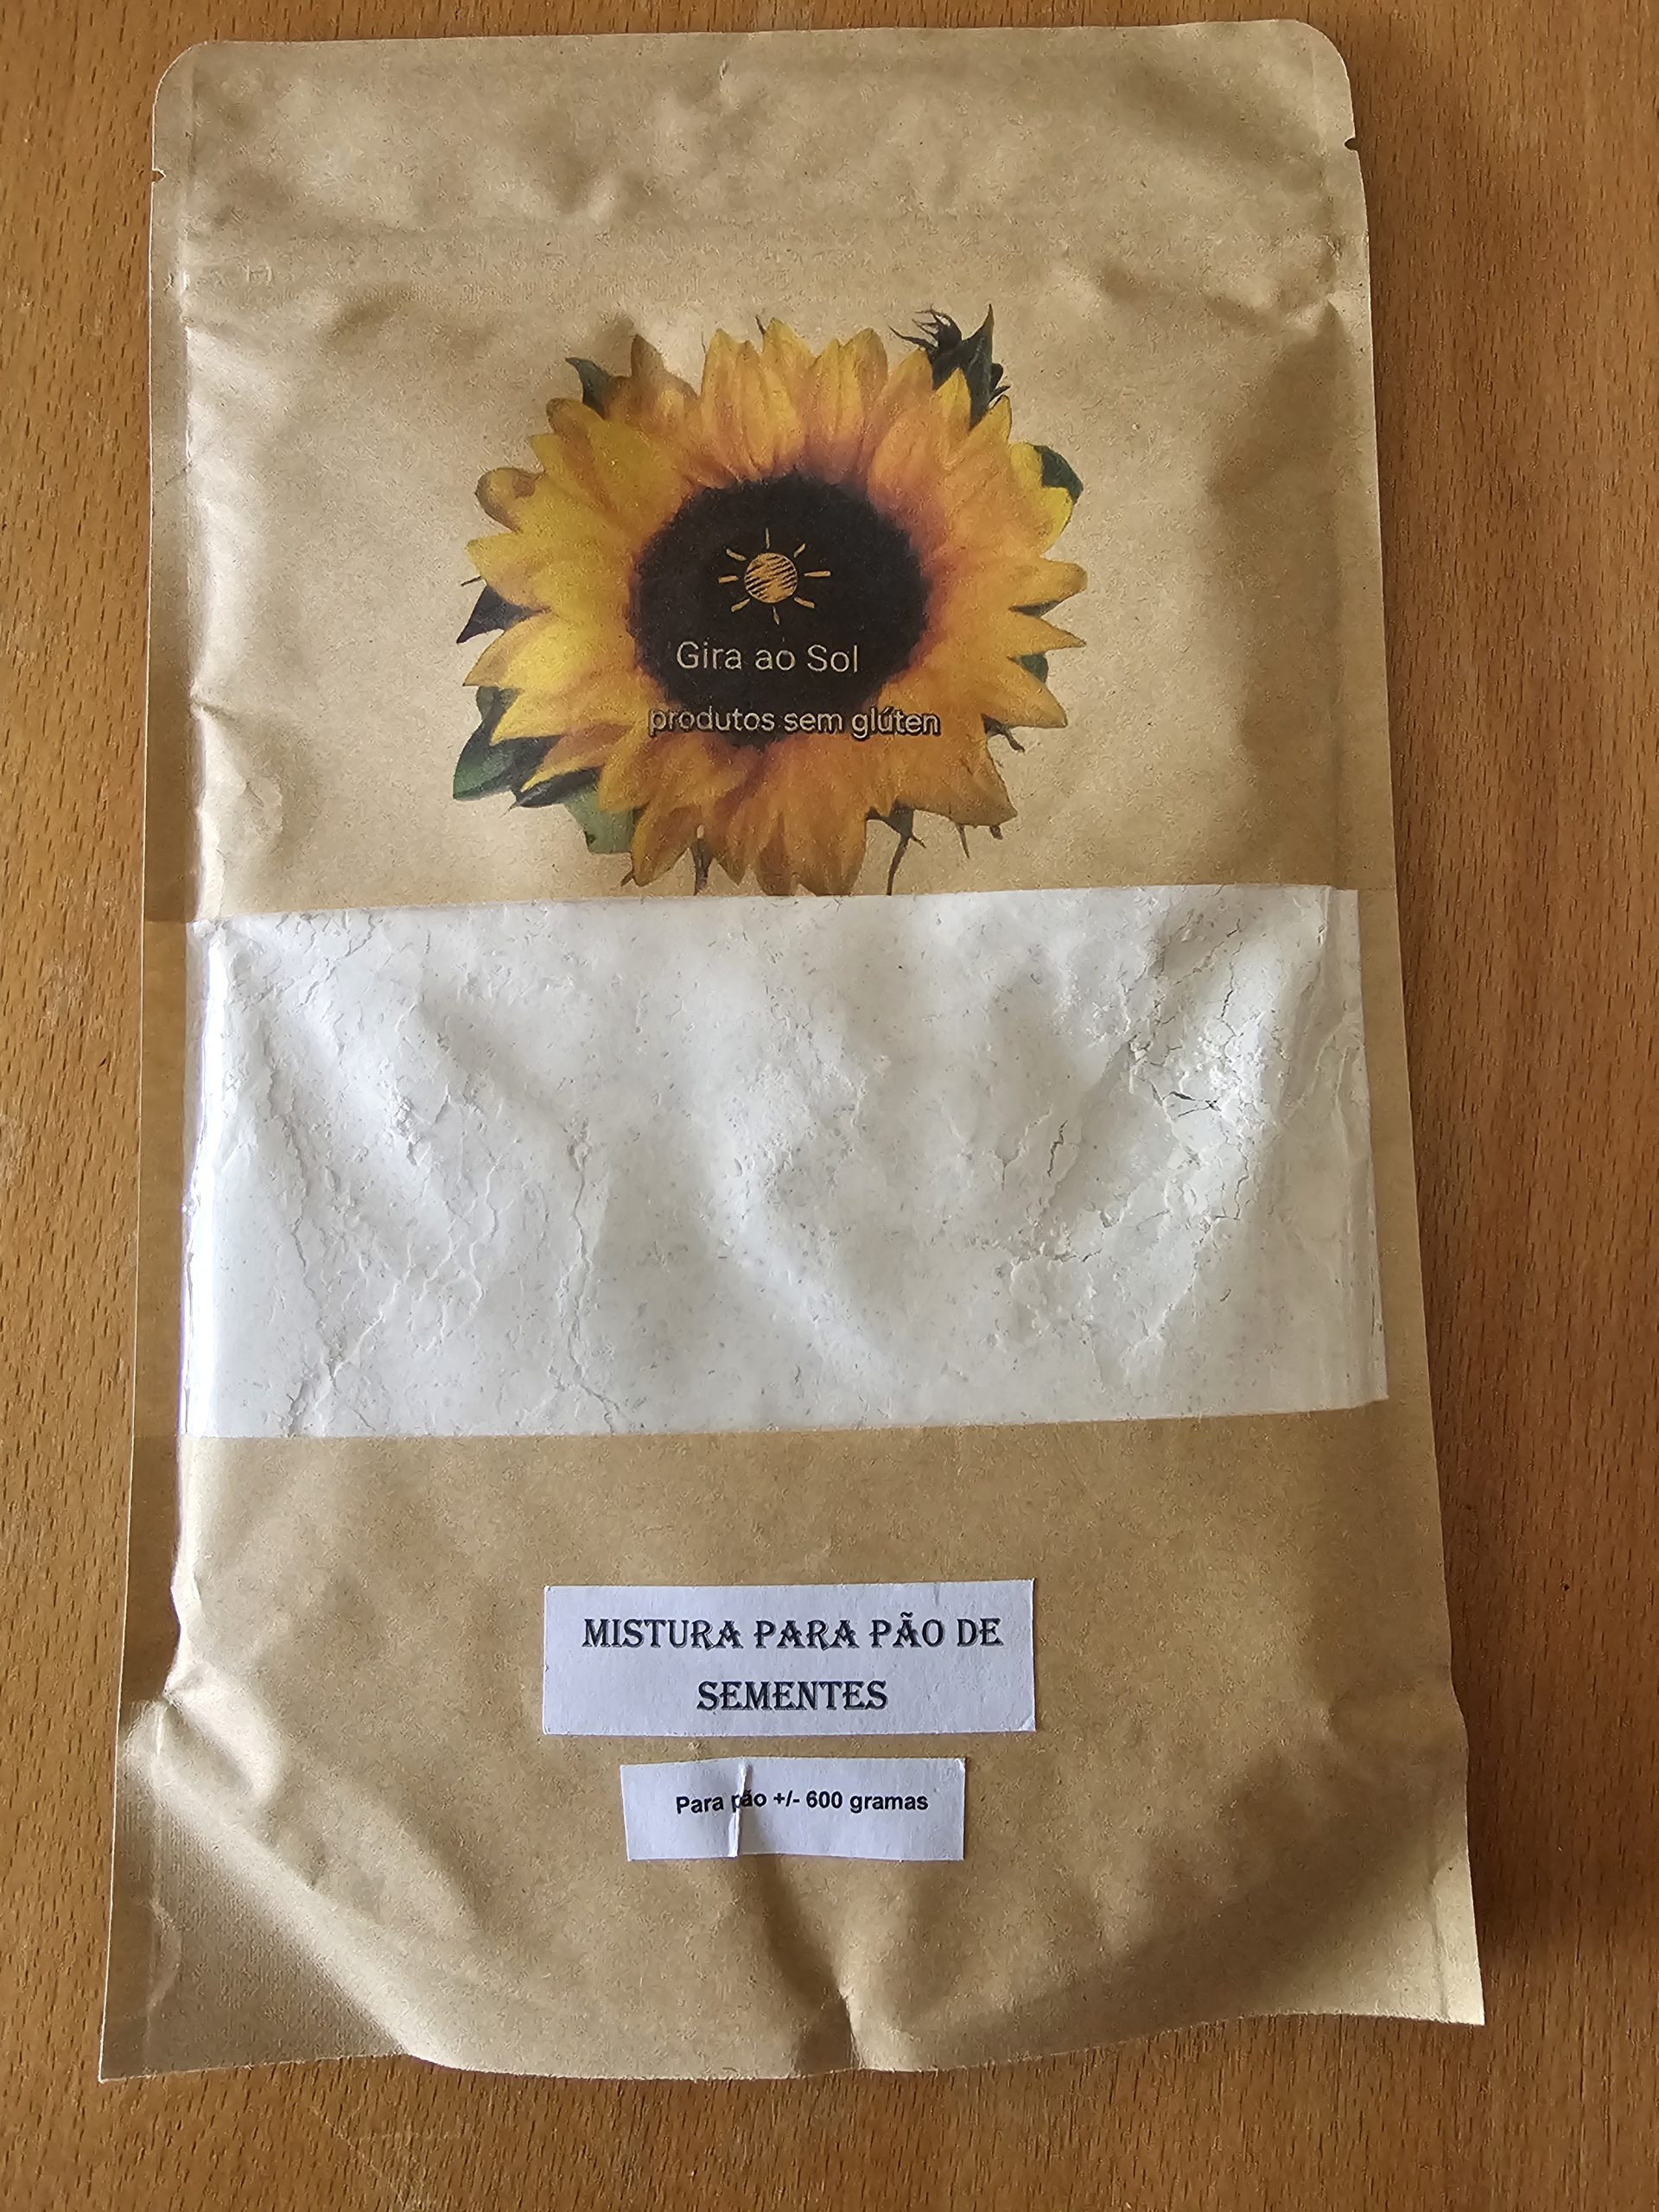 Gira ao Sol
produtos sem glúten
MISTURA PARA PÃO DE
SEMENTES
Para pão +/- 600 gramas